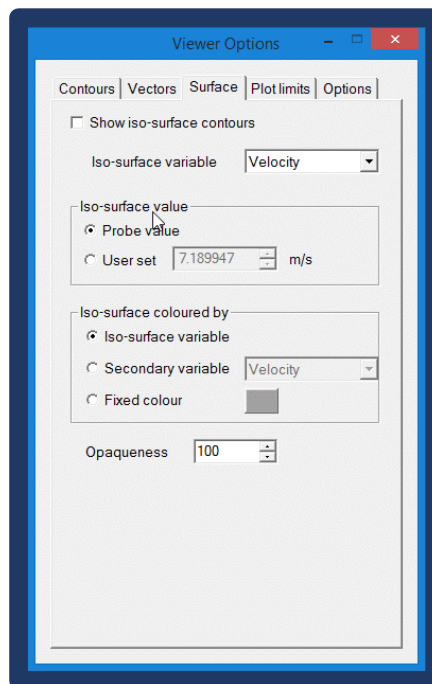 Viewer Options
Contours Vectors Surface Plot limits Options
Show iso-surface contours
Iso-surface variable Velocity
Iso-surface value
Probe value
User set 7.189947 m/s
Iso-surface coloured by
Iso-surface variable
Secondary variable Velocity
Fixed colour
Opaqueness 100